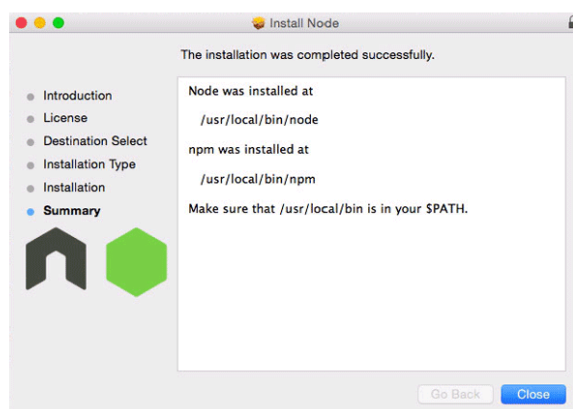 Install Node
The installation was completed successfully.
Introduction
License
Destination Select
Installation Type
Installation
Summary
Node was installed at
/usr/local/bin/node
npm was installed at
/usr/local/bin/npm
Make sure that /usr/local/bin is in your $PATH.
Go Back
Close